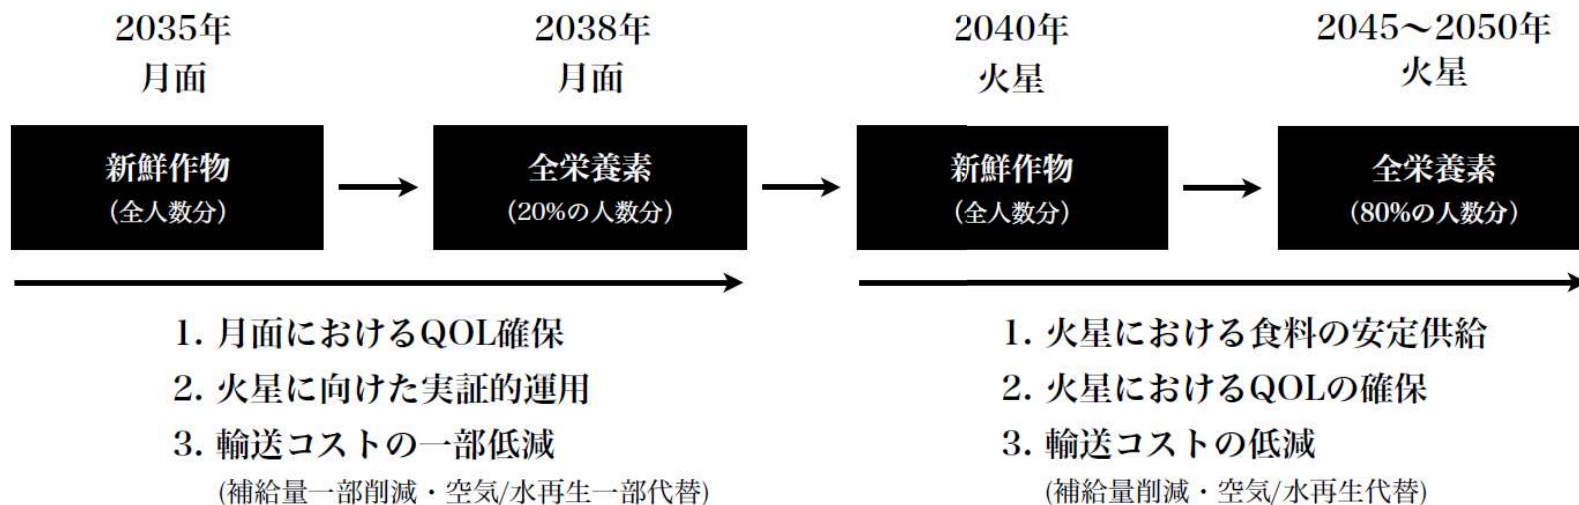 2035年
月面
2038年
月面
2040年
火星
2045〜2050年
火星
新鮮作物
(全人数分)
全栄養素
(20%の人数分)
新鮮作物
(全人数分)
全栄養素
(80%の人数分)
1. 月面におけるQOL確保
2. 火星に向けた実証的運用
3. 輸送コストの一部低減
(補給量一部削減・空気/水再生一部代替)
1. 火星における食料の安定供給
2. 火星におけるQOLの確保
3. 輸送コストの低減
(補給量削減・空気/水再生代替)